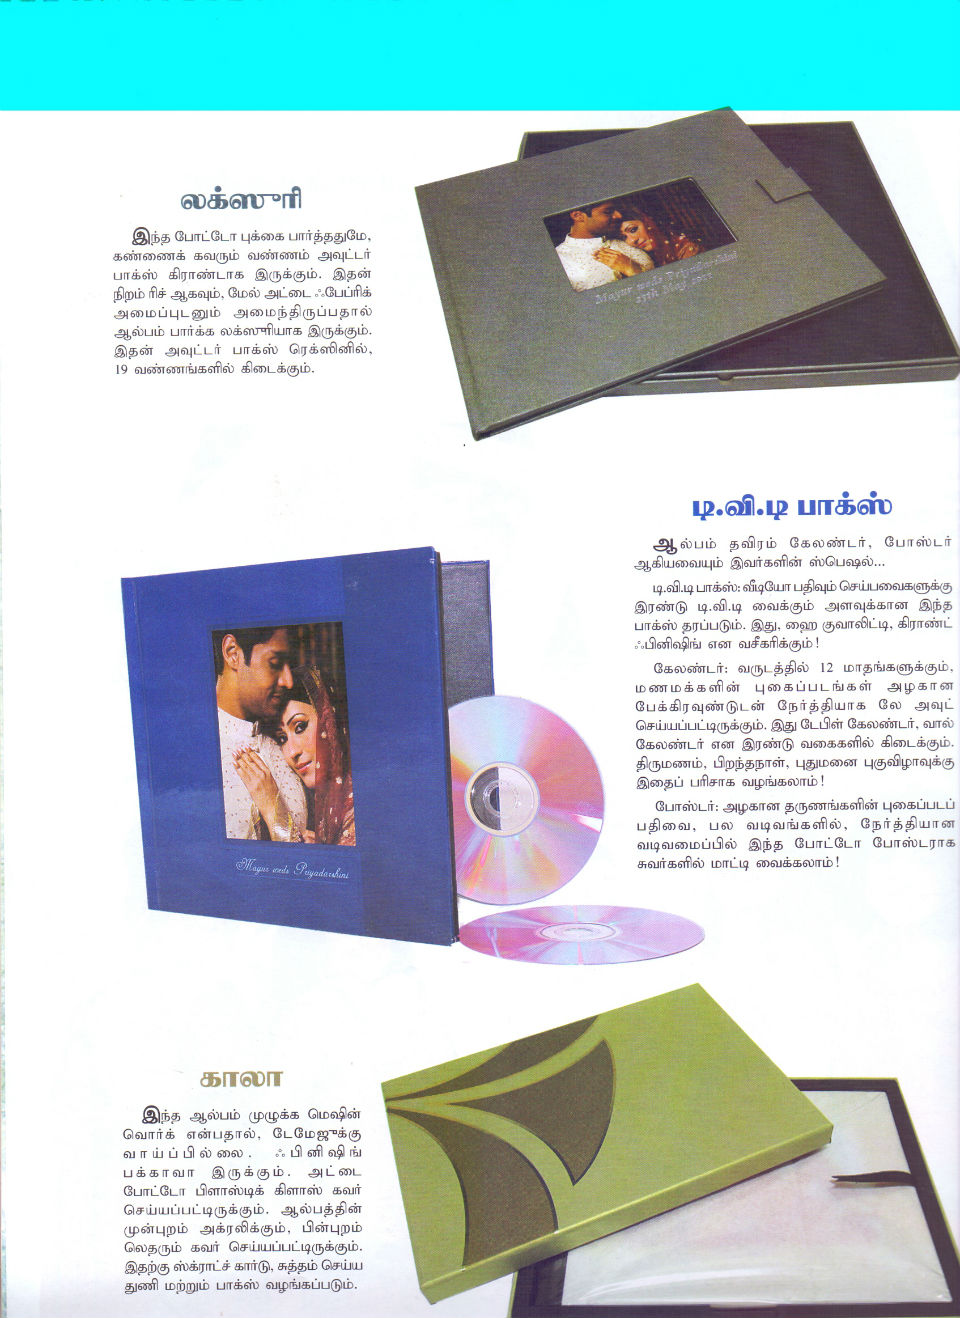 லக்ஸுரி
இந்த போட்டோ புக்கை பார்த்ததுமே,
கண்ணைக் கவரும் வண்ணம் அவுட்டர்
பாக்ஸ் கிராண்டாக இருக்கும். இதன்
நிறம் ரிச் ஆகவும், மேல் அட்டை ஃபேப்ரிக்
அமைப்புடனும் அமைந்திருப்பதால்
ஆல்பம் பார்க்க லக்ஸுரியாக இருக்கும்.
இதன் அவுட்டர் பாக்ஸ் ரெக்ஸினில்,
19 வண்ணங்களில் கிடைக்கும்.
Mayur weds Priyadarshini
டி.வி.டி பாக்ஸ்
ஆல்பம் தவிரம் கேலண்டர், போஸ்டர்
ஆகியவையும் இவர்களின் ஸ்பெஷல்...
டி.வி.டி பாக்ஸ்: வீடியோ பதிவும் செய்பவைகளுக்கு
இரண்டு டி.வி.டி வைக்கும் அளவுக்கான இந்த
பாக்ஸ் தரப்படும். இது, ஹை குவாலிட்டி, கிராண்ட்
ஃபினிஷிங் என வசீகரிக்கும்!
கேலண்டர்: வருடத்தில் 12 மாதங்களுக்கும்,
மணமக்களின் புகைப்படங்கள் அழகான
பேக்கிரவுண்டுடன் நேர்த்தியாக லே அவுட்
செய்யப்பட்டிருக்கும். இது டேபிள் கேலண்டர், வால்
கேலண்டர் என இரண்டு வகைகளில் கிடைக்கும்.
திருமணம், பிறந்தநாள், புதுமனை புகுவிழாவுக்கு
இதைப் பரிசாக வழங்கலாம்!
போஸ்டர்: அழகான தருணங்களின் புகைப்படப்
பதிவை, பல வடிவங்களில், நேர்த்தியான
வடிவமைப்பில் இந்த போட்டோ போஸ்டராக
சுவர்களில் மாட்டி வைக்கலாம்!
Mayur weds Priyadarshini
காலா
இந்த ஆல்பம் முழுக்க மெஷின்
வொர்க் என்பதால், டேமேஜுக்கு
வாய்ப்பில்லை. ஃபினிஷிங்
பக்காவா இருக்கும். அட்டை
போட்டோ பிளாஸ்டிக் கிளாஸ் கவர்
செய்யப்பட்டிருக்கும். ஆல்பத்தின்
முன்புறம் அக்ரலிக்கும், பின்புறம்
லெதரும் கவர் செய்யப்பட்டிருக்கும்.
இதற்கு ஸ்க்ராட்ச் கார்டு, சுத்தம் செய்ய
துணி மற்றும் பாக்ஸ் வழங்கப்படும்.